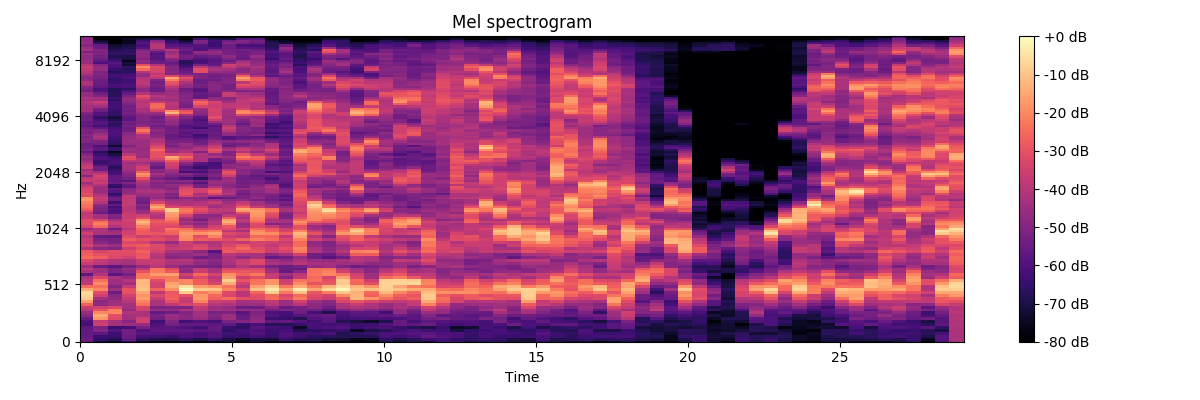 Mel spectrogram
8192
4096
2048
1024
512
0
Hz
0 5 10 15 20 25
Time
+0 dB
-10 dB
-20 dB
-30 dB
-40 dB
-50 dB
-60 dB
-70 dB
-80 dB